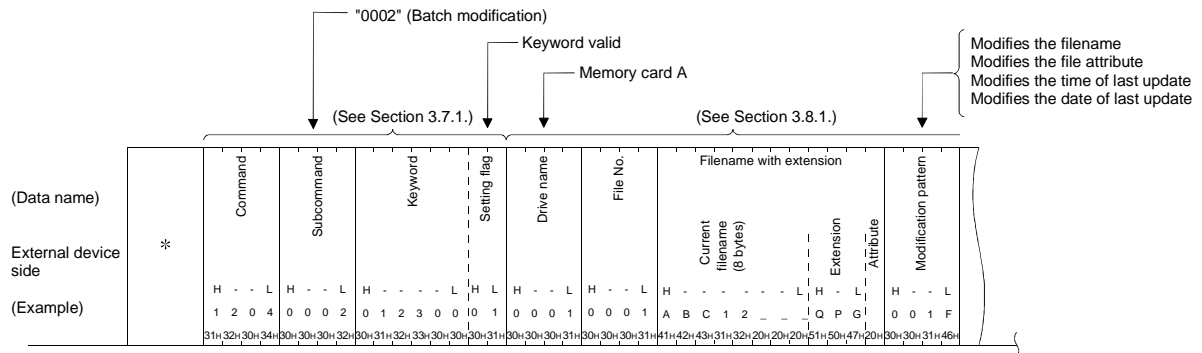 "0002" (Batch modification)
Keyword valid
Memory card A
Modifies the filename
Modifies the file attribute
Modifies the time of last update
Modifies the date of last update
(See Section 3.7.1.)
(See Section 3.8.1.)
(Data name)
External device
side
(Example)
*
Command
Subcommand
Keyword
Setting flag
Drive name
File No.
Filename with extension
Current
filename
(8 bytes)
Extension
Attribute
Modification pattern
H - - L H - - L H - - - - L H L H - - L H - - L H - - - - - - L H - L H - - L
1 2 0 4 0 0 0 2 0 1 2 3 0 0 0 1 0 0 0 1 0 0 0 1 A B C 1 2 _ _ _ Q P G 0 0 1 F
31H 32H 30H 34H 30H 30H 30H 32H 30H 31H 32H 33H 30H 30H 30H 31H 30H 30H 30H 31H 30H 30H 30H 31H 41H 42H 43H 31H 32H 20H 20H 20H 51H 50H 47H 20H 30H 30H 31H 46H